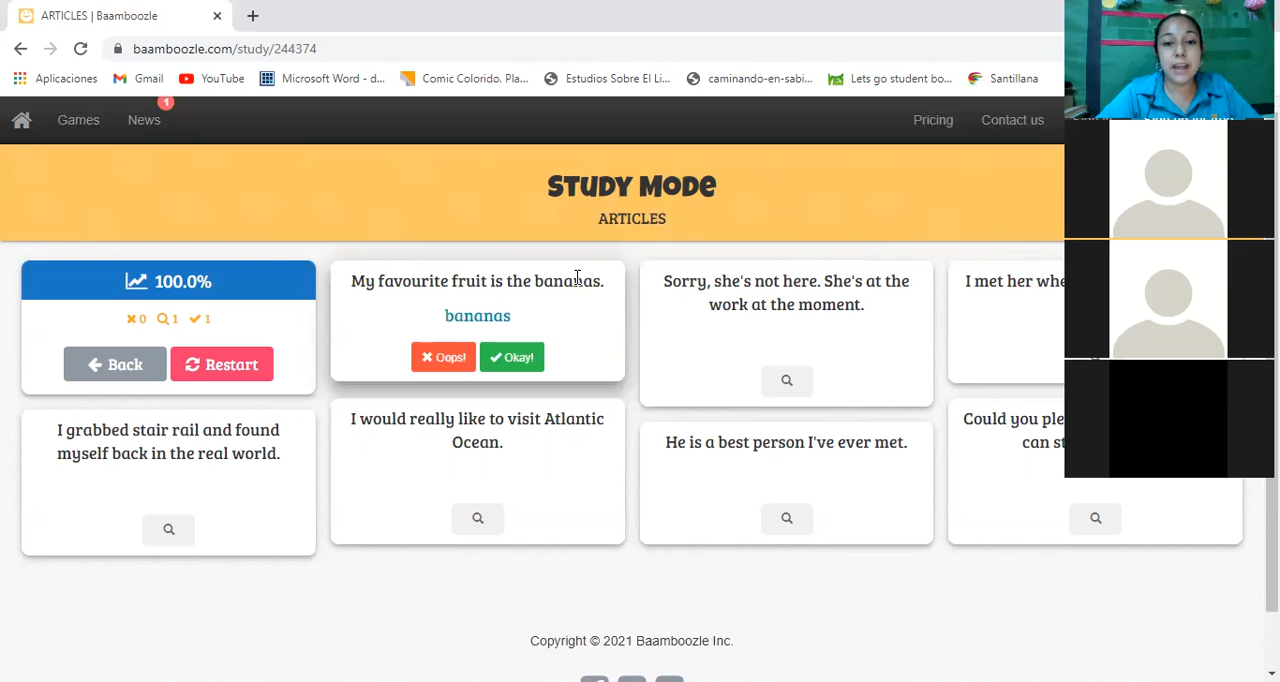 ARTICLES | Baamboozle
baamboozle.com/study/244374
Aplicaciones
Gmail
YouTube
Microsoft Word - d...
Comic Colorido. Pla...
Estudios Sobre El Li...
caminando-en-sabi...
Lets go student bo...
Santillana
Games
News
1
Pricing
Contact us
Study Mode
ARTICLES
100.0%
0 1 1
Back
Restart
My favourite fruit is the bananas.
bananas
Oops!
Okay!
Sorry, she's not here. She's at the
work at the moment.
I met her whe
I grabbed stair rail and found
myself back in the real world.
I would really like to visit Atlantic
Ocean.
He is a best person I've ever met.
Could you ple
can st
Copyright © 2021 Baamboozle Inc.